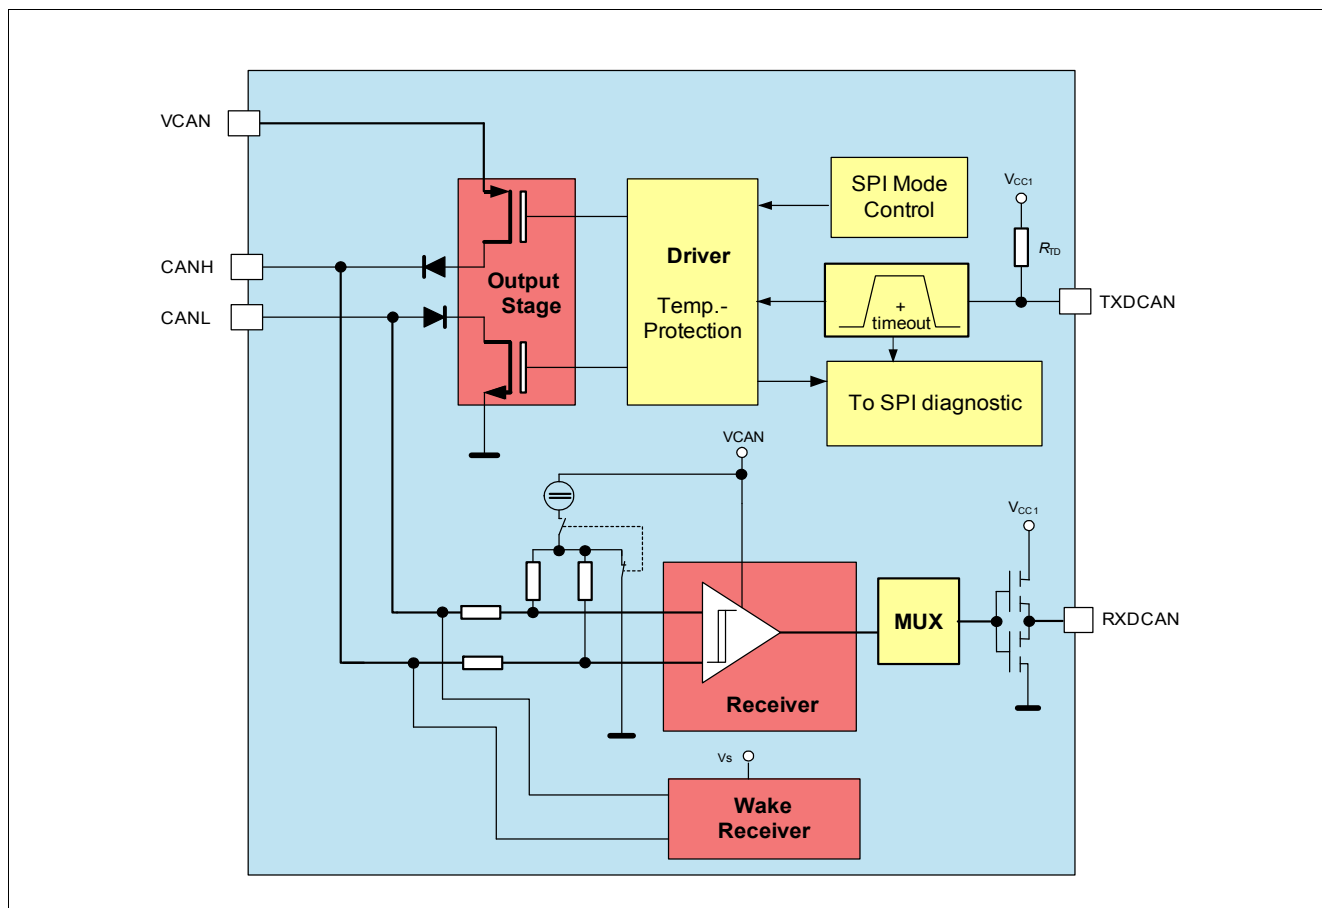 VCAN
SPI Mode
Control
VCC1
RTD
CANH
Driver
Output
Stage
CANL
Temp.-
Protection
+
timeout
TXDCAN
To SPI diagnostic
VCAN
VCC1
MUX
RXDCAN
Receiver
Vs
Wake
Receiver